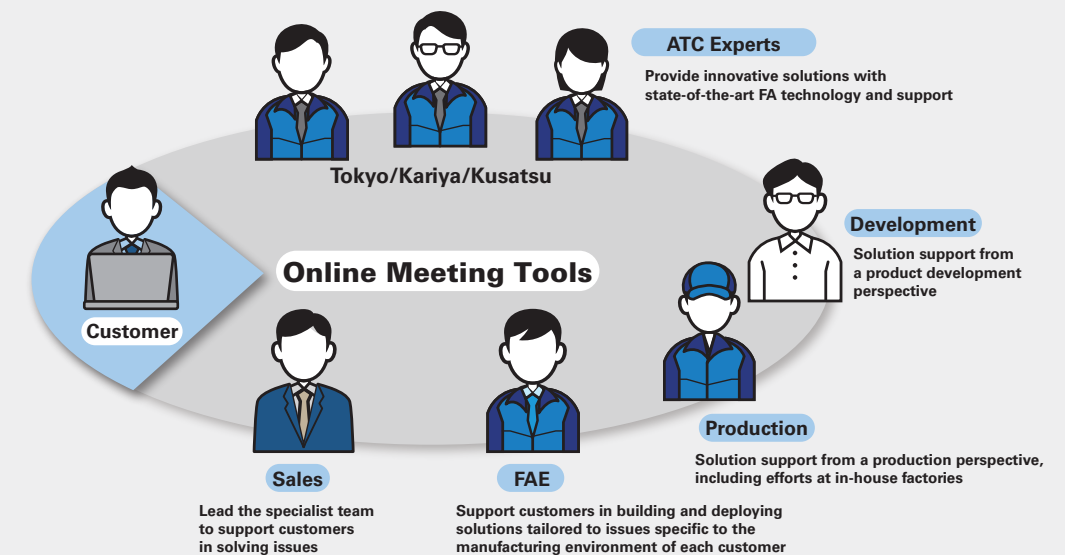 ATC Experts
Provide innovative solutions with
state-of-the-art FA technology and support
Tokyo/Kariya/Kusatsu
Development
Solution support from
a product development
perspective
Online Meeting Tools
Customer
Production
Solution support from a production perspective,
including efforts at in-house factories
Sales
Lead the specialist team
to support customers
in solving issues
FAE
Support customers in building and deploying
solutions tailored to issues specific to the
manufacturing environment of each customer